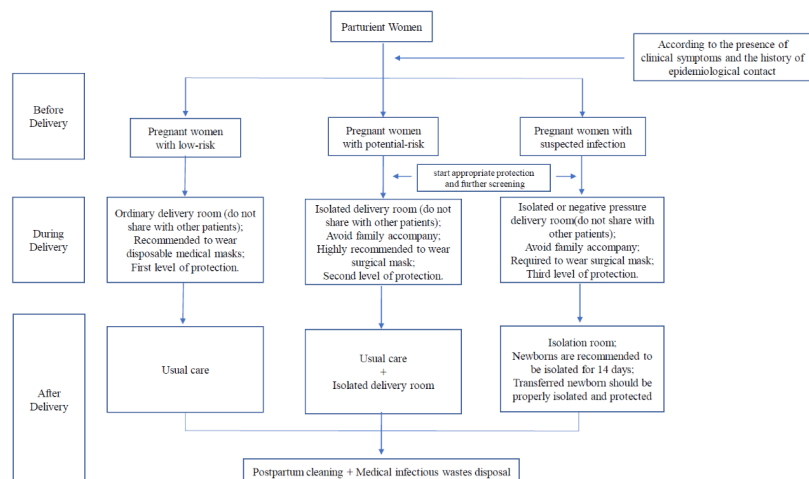 Parturient Women
According to the presence of
clinical symptoms and the history of
epidemiological contact
Before
Delivery
Pregnant women
with low-risk
Pregnant women
with potential-risk
Pregnant women with
suspected infection
start appropriate protection
and further screening
During
Delivery
Ordinary delivery room (do not
share with other patients);
Recommended to wear
disposable medical masks;
First level of protection.
Isolated delivery room (do not
share with other patients);
Avoid family accompany;
Highly recommended to wear
surgical mask;
Second level of protection.
Isolated or negative pressure
delivery room(do not share with
other patients);
Avoid family accompany;
Required to wear surgical mask;
Third level of protection.
After
Delivery
Usual care
Usual care
+
Isolated delivery room
Isolation room;
Newborns are recommended to
be isolated for 14 days;
Transferred newborn should be
properly isolated and protected
Postpartum cleaning + Medical infectious wastes disposal